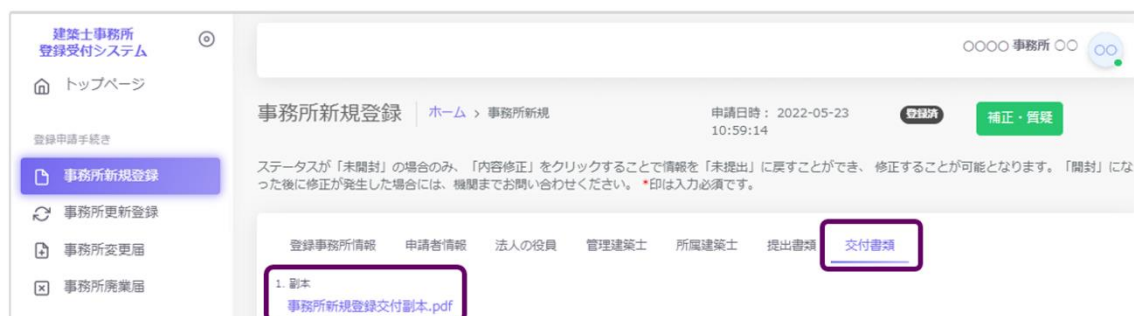 建築士事務所
登録受付システム
〇〇〇〇 事務所 〇〇
〇〇
トップページ
事務所新規登録
ホーム > 事務所新規
申請日時： 2022-05-23
10:59:14
登録済
補正・質疑
登録申請手続き
ステータスが「未開封」の場合のみ、「内容修正」をクリックすることで情報を「未提出」に戻すことができ、 修正することが可能となります。「開封」にな
った後に修正が発生した場合には、機関までお問い合わせください。 *印は入力必須です。
事務所新規登録
事務所更新登録
事務所変更届
事務所廃業届
登録事務所情報
申請者情報
法人の役員
管理建築士
所属建築士
提出書類
交付書類
1. 副本
事務所新規登録交付副本.pdf